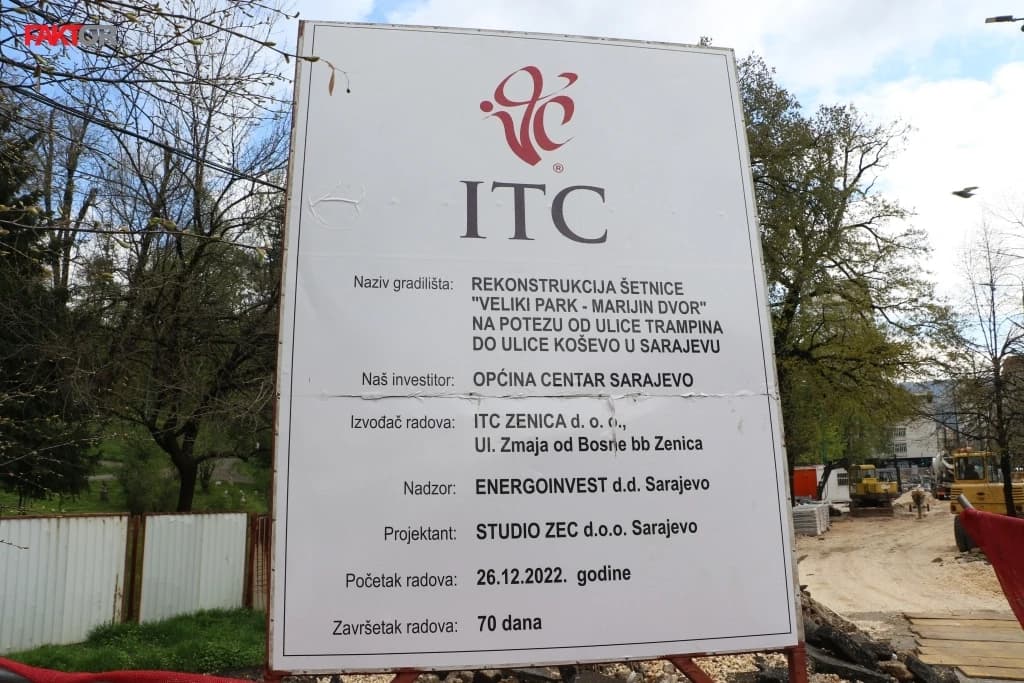 FAKTOR
®
ITC
Naziv gradilišta: REKONSTRUKCIJA ŠETNICE
"VELIKI PARK - MARIJIN DVOR"
NA POTEZU OD ULICE TRAMPINA
DO ULICE KOŠEVO U SARAJEVU
Naš investitor: OPĆINA CENTAR SARAJEVO
Izvođač radova: ITC ZENICA d. o. o.,
Ul. Zmaja od Bosne bb Zenica
Nadzor: ENERGOINVEST d.d. Sarajevo
Projektant: STUDIO ZEC d.o.o. Sarajevo
Početak radova: 26.12.2022. godine
Završetak radova: 70 dana